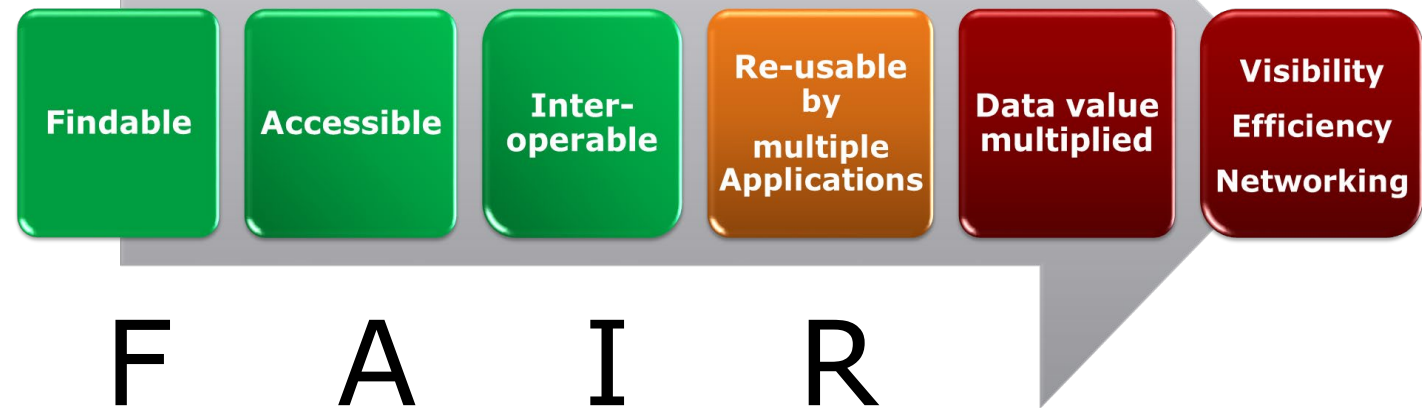 Findable
Accessible
Inter-
operable
Re-usable
by
multiple
Applications
Data value
multiplied
Visibility
Efficiency
Networking
F A I R